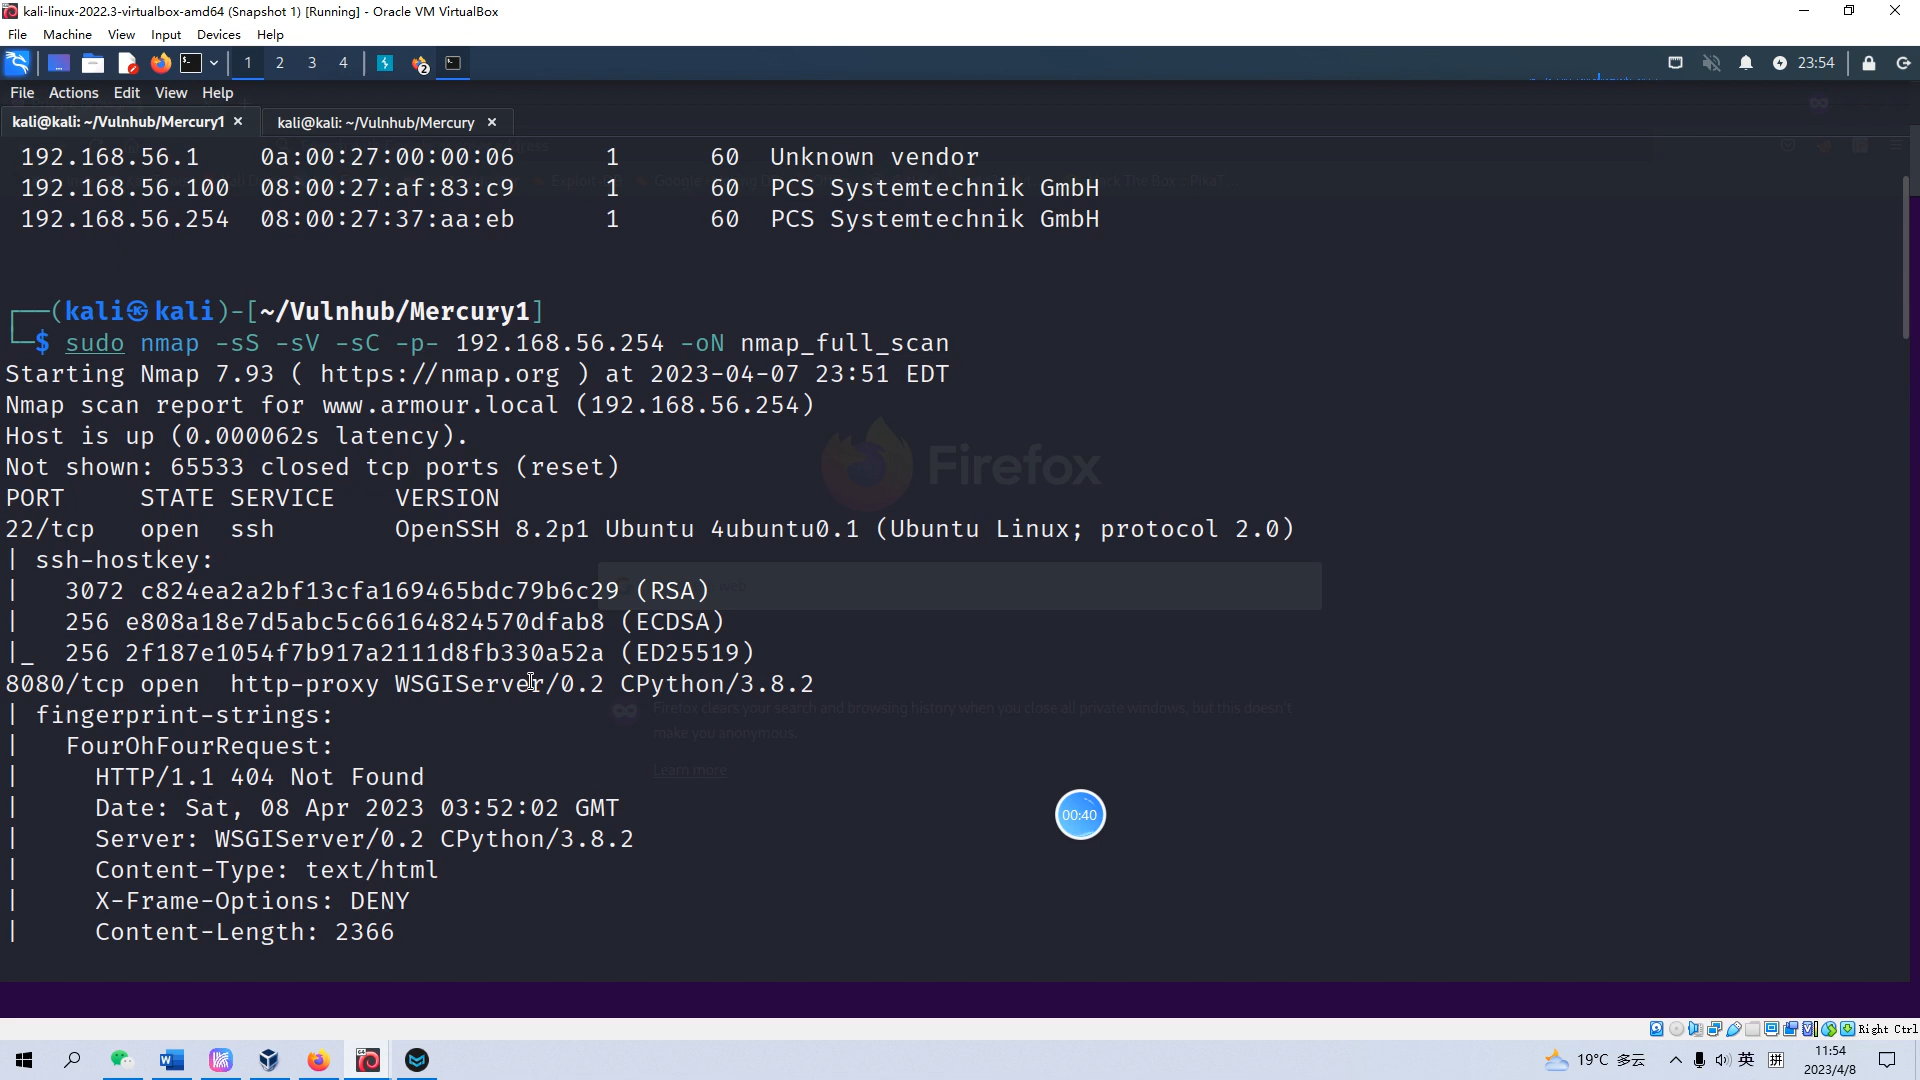 kali-linux-2022.3-virtualbox-amd64 (Snapshot 1) [Running] - Oracle VM VirtualBox
File Machine View Input Devices Help
1 2 3 4 2 23:54
File Actions Edit View Help
kali@kali: ~/Vulnhub/Mercury1 × kali@kali: ~/Vulnhub/Mercury ×
192.168.56.1 0a:00:27:00:00:06 1 60 Unknown vendor
192.168.56.100 08:00:27:af:83:c9 1 60 PCS Systemtechnik GmbH
192.168.56.254 08:00:27:37:aa:eb 1 60 PCS Systemtechnik GmbH
┌──(kali㉿kali)-[~/Vulnhub/Mercury1]
└─$ sudo nmap -sS -sV -sC -p- 192.168.56.254 -oN nmap_full_scan
Starting Nmap 7.93 ( https://nmap.org ) at 2023-04-07 23:51 EDT
Nmap scan report for www.armour.local (192.168.56.254)
Host is up (0.000062s latency).
Not shown: 65533 closed tcp ports (reset)
PORT STATE SERVICE VERSION
22/tcp open ssh OpenSSH 8.2p1 Ubuntu 4ubuntu0.1 (Ubuntu Linux; protocol 2.0)
| ssh-hostkey:
| 3072 c824ea2a2bf13cfa169465bdc79b6c29 (RSA)
| 256 e808a18e7d5abc5c66164824570dfab8 (ECDSA)
|_ 256 2f187e1054f7b917a2111d8fb330a52a (ED25519)
8080/tcp open http-proxy WSGIServer/0.2 CPython/3.8.2
| fingerprint-strings:
| FourOhFourRequest:
| HTTP/1.1 404 Not Found
| Date: Sat, 08 Apr 2023 03:52:02 GMT
| Server: WSGIServer/0.2 CPython/3.8.2
| Content-Type: text/html
| X-Frame-Options: DENY
| Content-Length: 2366
Firefox
web
Firefox clears your search and browsing history when you close all private windows, but this doesn't
make you anonymous.
Learn more
00:40
Right Ctrl
19°C 多云 英 拼 11:54
2023/4/8